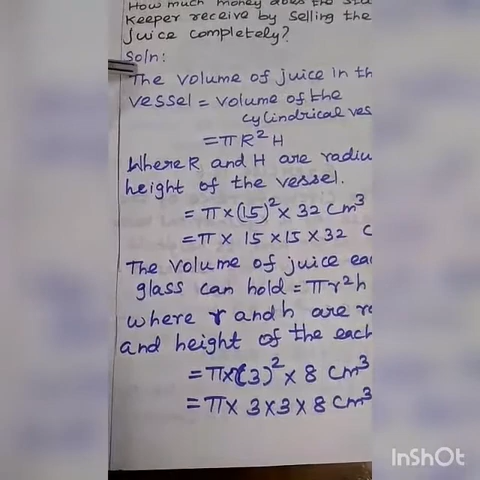 How much money does the
keeper receive by selling the
juice completely?
Soln:
The volume of juice in th
vessel = volume of the
cylindrical ves
= πR²H
Where R and H are radiu
height of the vessel.
= π×(15)² × 32 cm³
= π × 15 ×15 × 32 c
The volume of juice ea
glass can hold = πr²h
where r and h are ra
and height of the each
= π×(3)² × 8 cm³
= π× 3×3×8 cm³
InShOt